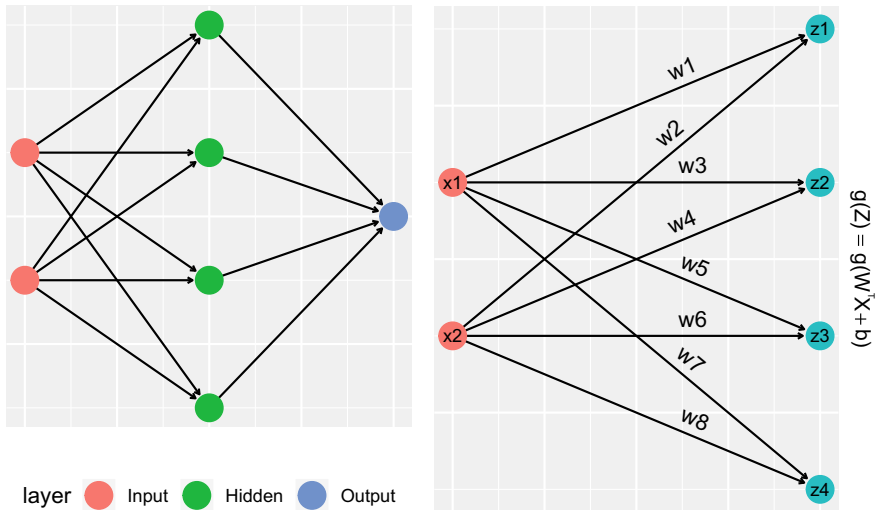 layer Input Hidden Output
z1
w1
w2
x1
w3
z2
w4
w5
x2
w6
z3
w7
w8
z4
g(Z) = g(WᵀX + b)